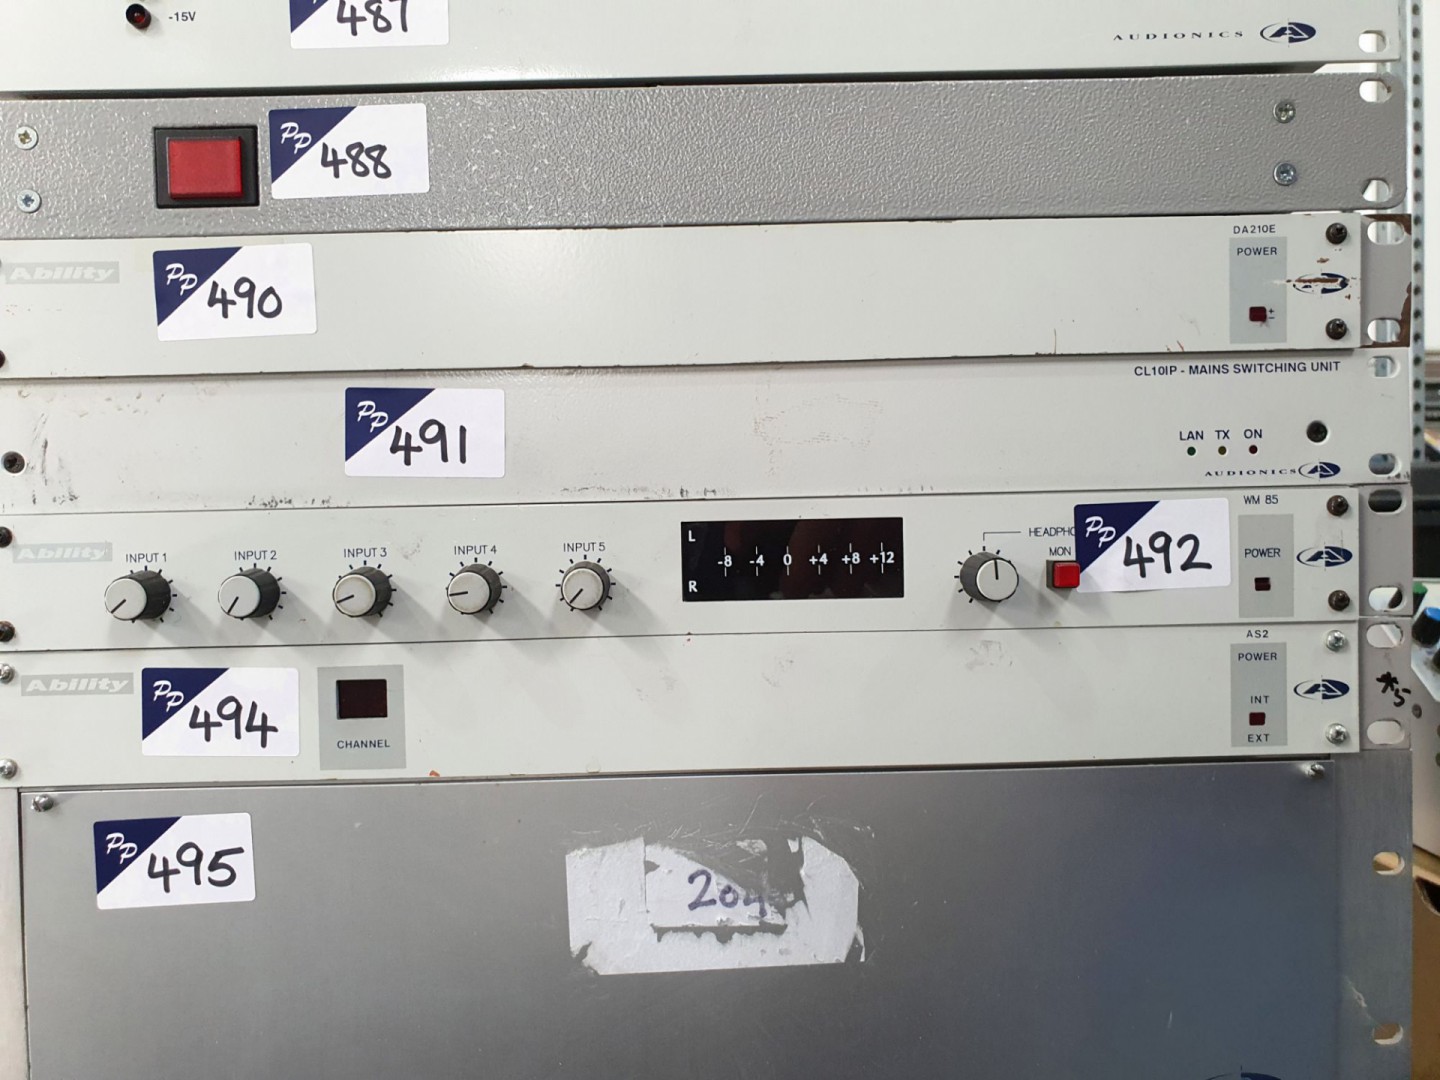 -15V
487
AUDIONICS
PP
488
Ability
PP
490
DA210E
POWER
±
PP
491
CL10IP - MAINS SWITCHING UNIT
LAN TX ON
AUDIONICS
Ability
INPUT 1
INPUT 2
INPUT 3
INPUT 4
INPUT 5
L
-8 -4 0 +4 +8 +12
R
MON
PP
492
WM 85
POWER
Ability
PP
494
CHANNEL
AS2
POWER
INT
EXT
*5
PP
495